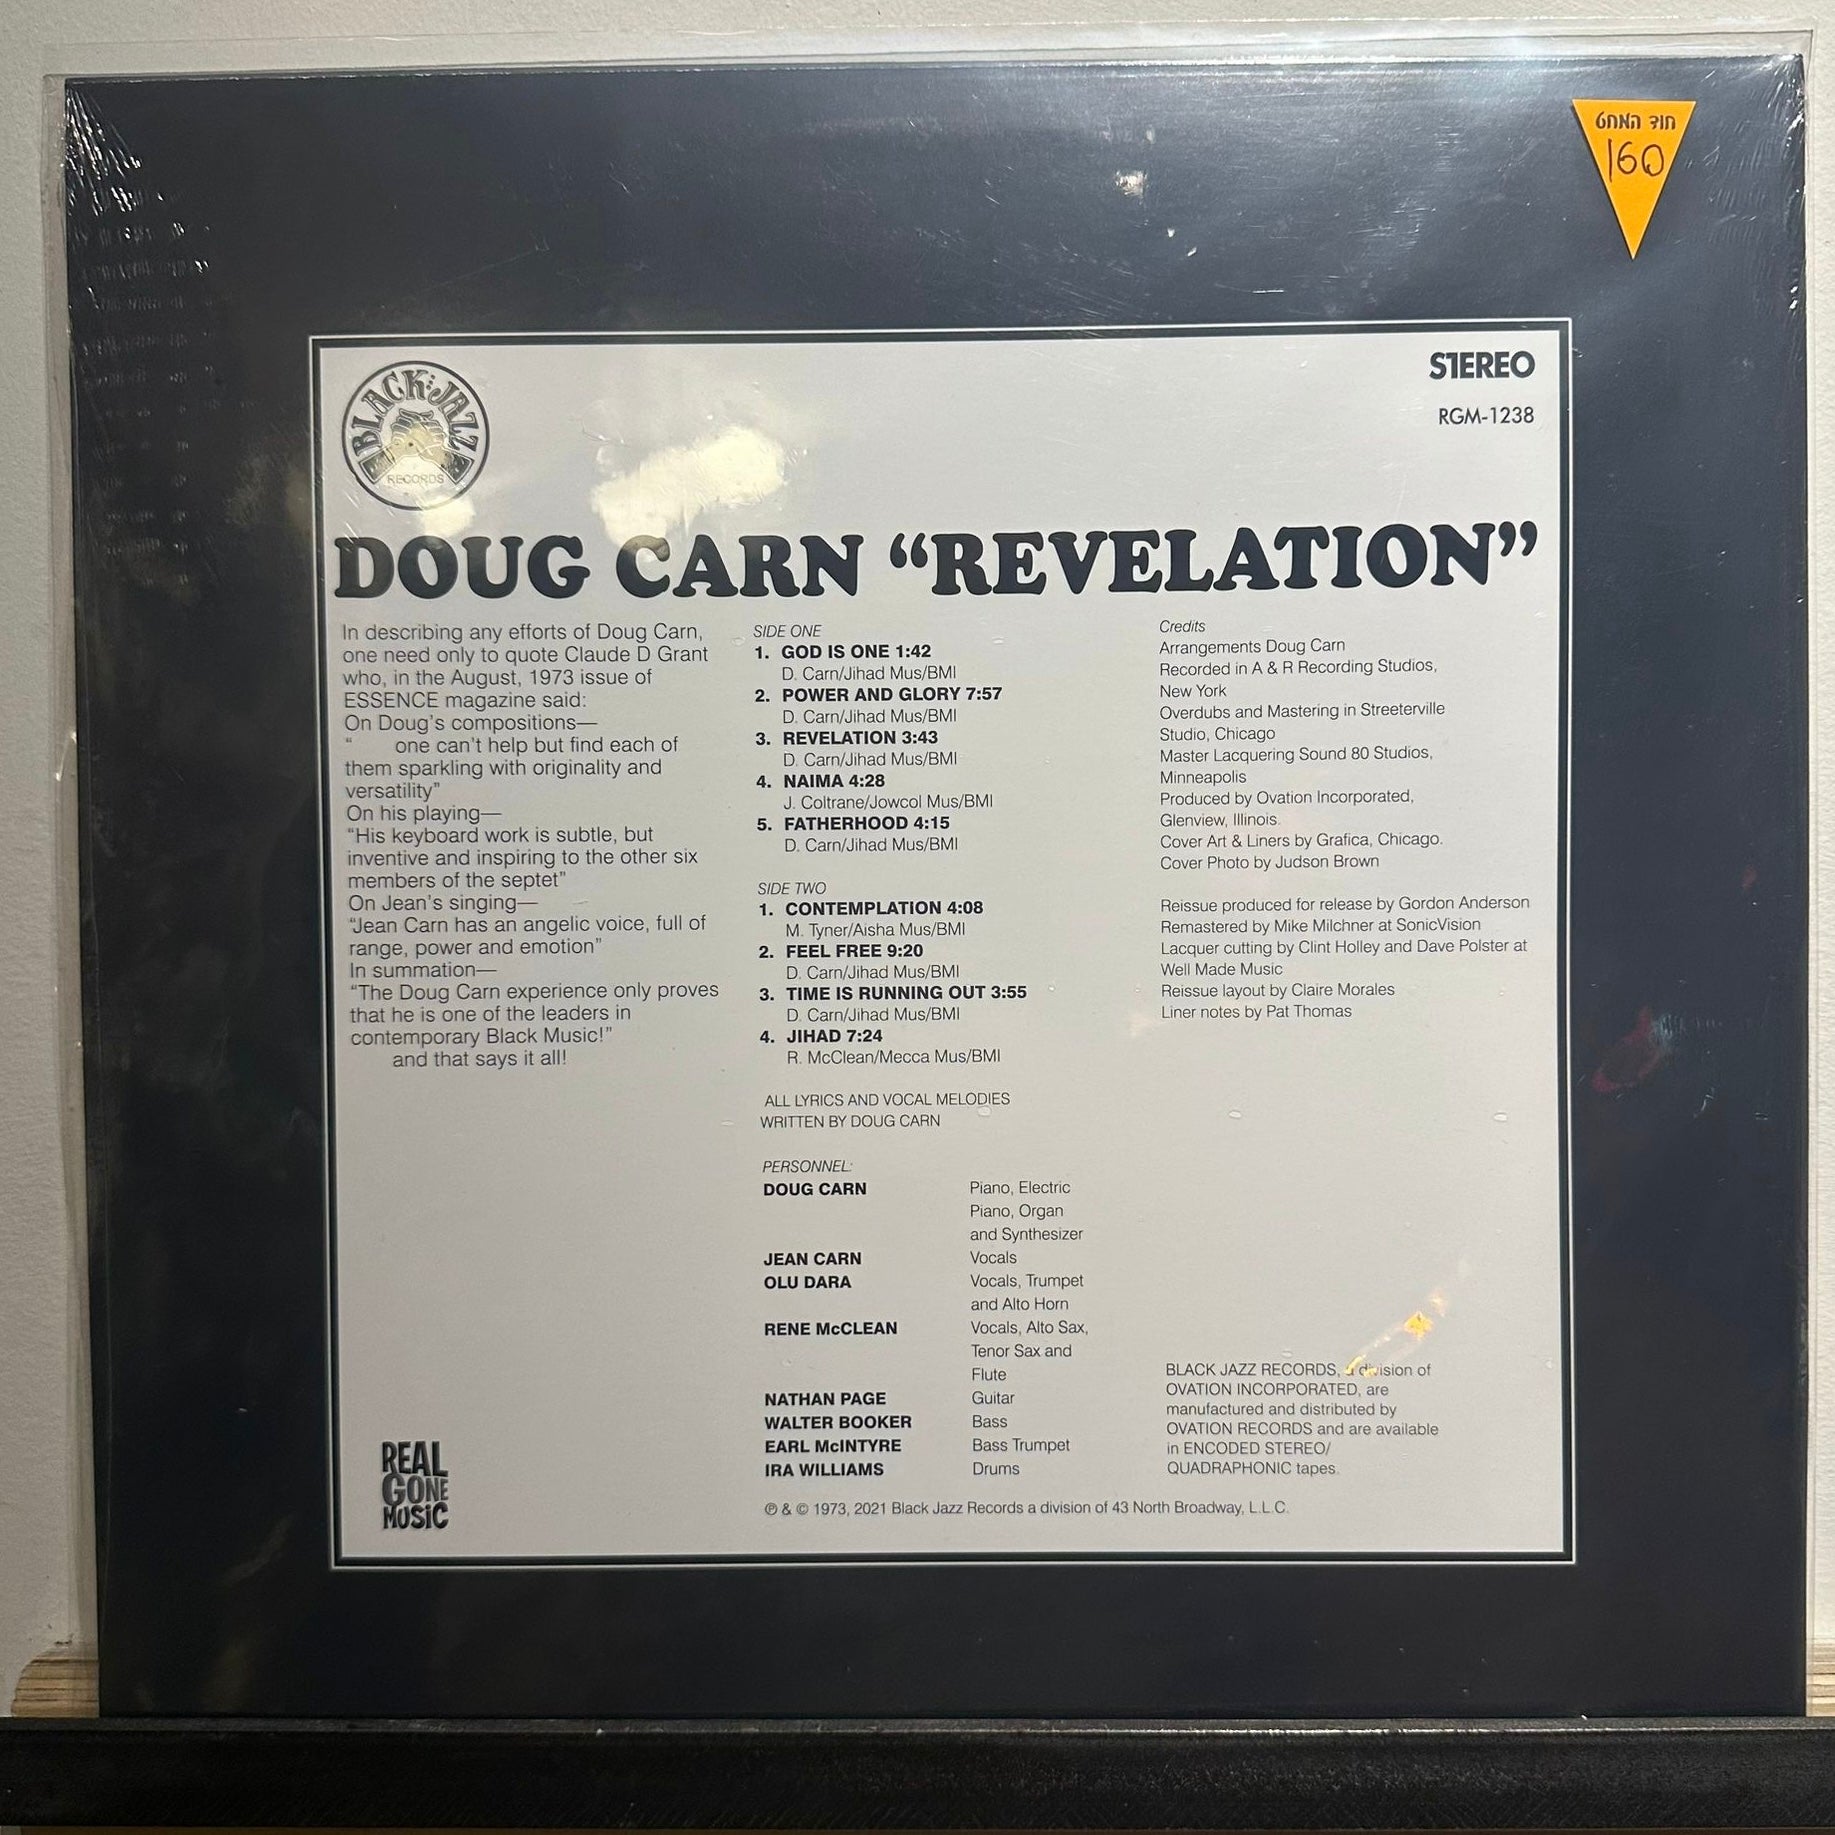 חוד המחט
160
BLACK JAZZ
RECORDS
STEREO
RGM-1238
DOUG CARN “REVELATION”
In describing any efforts of Doug Carn,
one need only to quote Claude D Grant
who, in the August, 1973 issue of
ESSENCE magazine said:
On Doug's compositions—
“ one can't help but find each of
them sparkling with originality and
versatility”
On his playing—
“His keyboard work is subtle, but
inventive and inspiring to the other six
members of the septet”
On Jean's singing—
“Jean Carn has an angelic voice, full of
range, power and emotion”
In summation—
“The Doug Carn experience only proves
that he is one of the leaders in
contemporary Black Music!”
and that says it all!
SIDE ONE
1. GOD IS ONE 1:42
D. Carn/Jihad Mus/BMI
2. POWER AND GLORY 7:57
D. Carn/Jihad Mus/BMI
3. REVELATION 3:43
D. Carn/Jihad Mus/BMI
4. NAIMA 4:28
J. Coltrane/Jowcol Mus/BMI
5. FATHERHOOD 4:15
D. Carn/Jihad Mus/BMI
SIDE TWO
1. CONTEMPLATION 4:08
M. Tyner/Aisha Mus/BMI
2. FEEL FREE 9:20
D. Carn/Jihad Mus/BMI
3. TIME IS RUNNING OUT 3:55
D. Carn/Jihad Mus/BMI
4. JIHAD 7:24
R. McClean/Mecca Mus/BMI
ALL LYRICS AND VOCAL MELODIES
WRITTEN BY DOUG CARN
PERSONNEL:
DOUG CARN Piano, Electric
Piano, Organ
and Synthesizer
JEAN CARN Vocals
OLU DARA Vocals, Trumpet
and Alto Horn
RENE McCLEAN Vocals, Alto Sax,
Tenor Sax and
Flute
NATHAN PAGE Guitar
WALTER BOOKER Bass
EARL McINTYRE Bass Trumpet
IRA WILLIAMS Drums
Credits
Arrangements Doug Carn
Recorded in A & R Recording Studios,
New York
Overdubs and Mastering in Streeterville
Studio, Chicago
Master Lacquering Sound 80 Studios,
Minneapolis
Produced by Ovation Incorporated,
Glenview, Illinois.
Cover Art & Liners by Grafica, Chicago.
Cover Photo by Judson Brown
Reissue produced for release by Gordon Anderson
Remastered by Mike Milchner at SonicVision
Lacquer cutting by Clint Holley and Dave Polster at
Well Made Music
Reissue layout by Claire Morales
Liner notes by Pat Thomas
BLACK JAZZ RECORDS, a division of
OVATION INCORPORATED, are
manufactured and distributed by
OVATION RECORDS and are available
in ENCODED STEREO/
QUADRAPHONIC tapes.
REAL
GONE
MUSIC
℗ & © 1973, 2021 Black Jazz Records a division of 43 North Broadway, L.L.C.